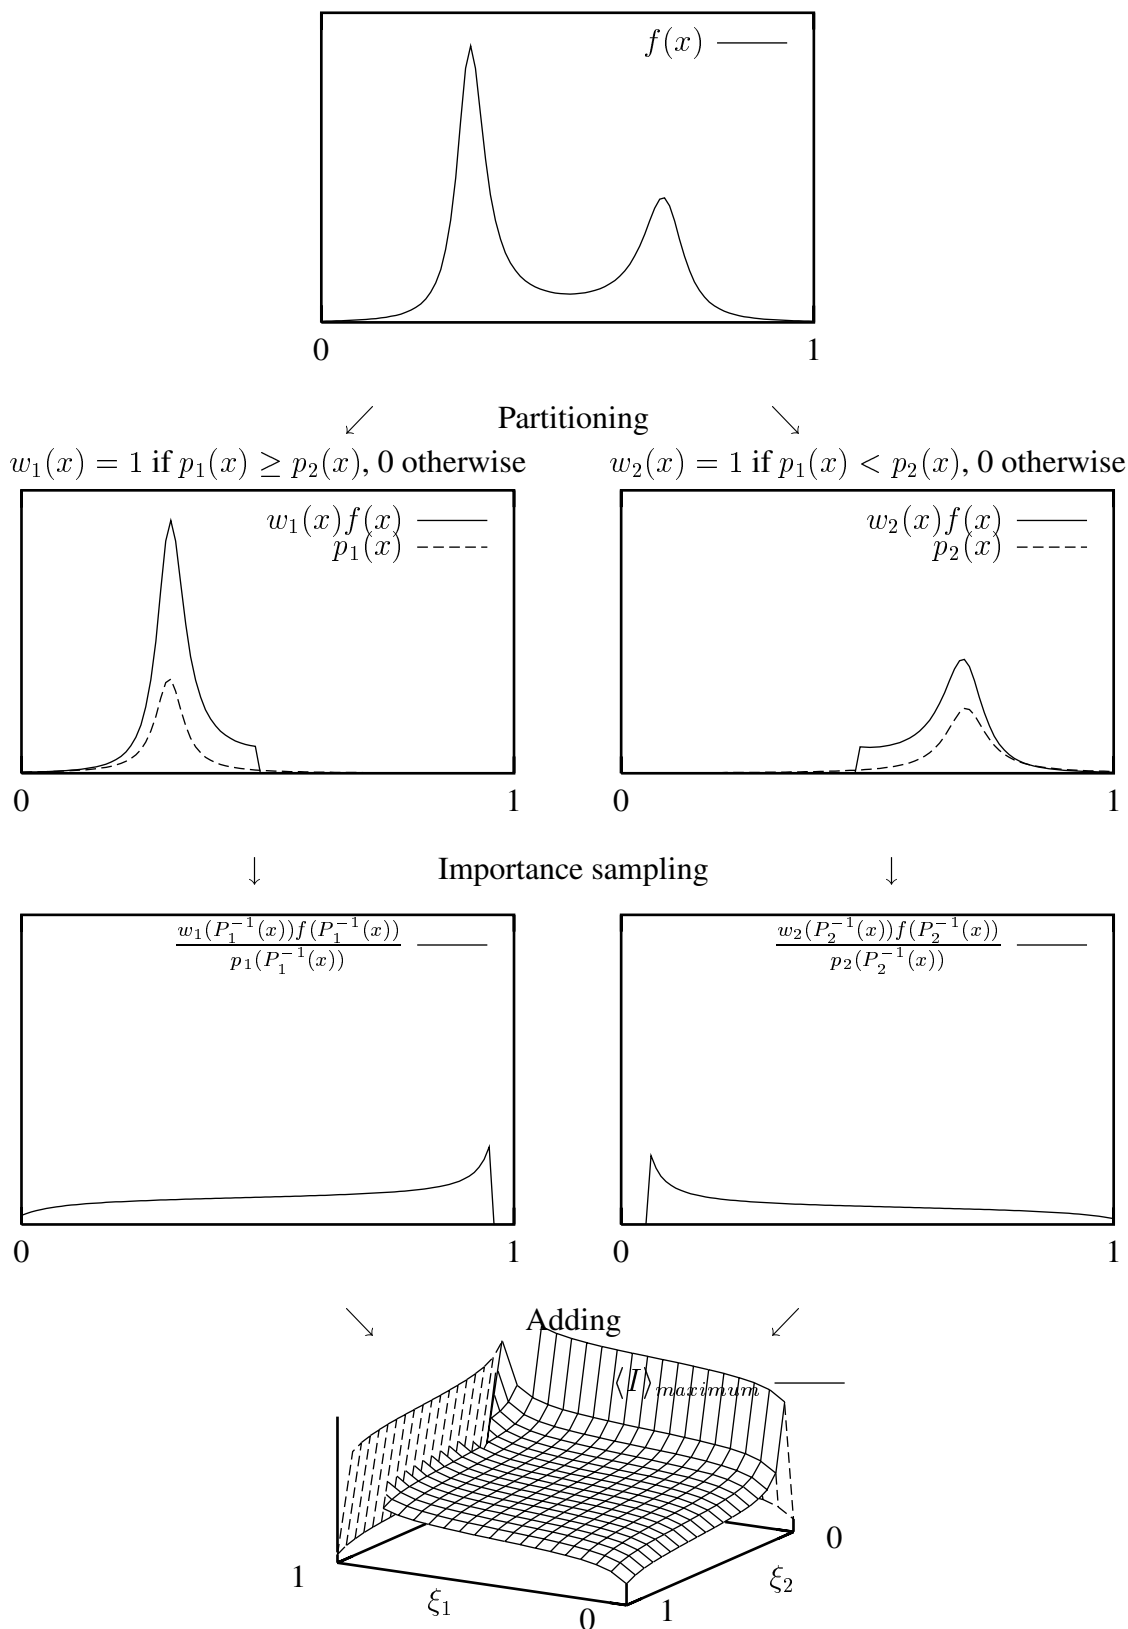 f(x)
0 1
Partitioning
w₁(x) = 1 if p₁(x) ≥ p₂(x), 0 otherwise
w₂(x) = 1 if p₁(x) < p₂(x), 0 otherwise
w₁(x)f(x)
p₁(x)
0 1
w₂(x)f(x)
p₂(x)
0 1
Importance sampling
w₁(P₁⁻¹(x))f(P₁⁻¹(x))
p₁(P₁⁻¹(x))
0 1
w₂(P₂⁻¹(x))f(P₂⁻¹(x))
p₂(P₂⁻¹(x))
0 1
Adding
⟨I⟩maximum
1
ξ₁
0
1
ξ₂
0